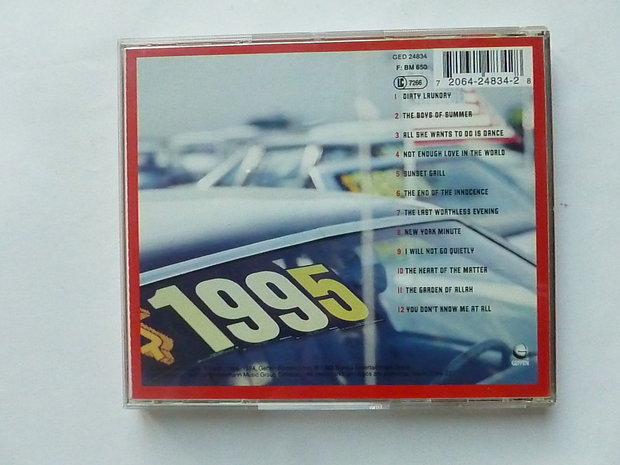 GED 24834
F: BM 650
LC 7266
7 2064-24834-2 8
1 DIRTY LAUNDRY
2 THE BOYS OF SUMMER
3 ALL SHE WANTS TO DO IS DANCE
4 NOT ENOUGH LOVE IN THE WORLD
5 SUNSET GRILL
6 THE END OF THE INNOCENCE
7 THE LAST WORTHLESS EVENING
8 NEW YORK MINUTE
9 I WILL NOT GO QUIETLY
10 THE HEART OF THE MATTER
11 THE GARDEN OF ALLAH
12 YOU DON'T KNOW ME AT ALL
$1995
GEFFEN